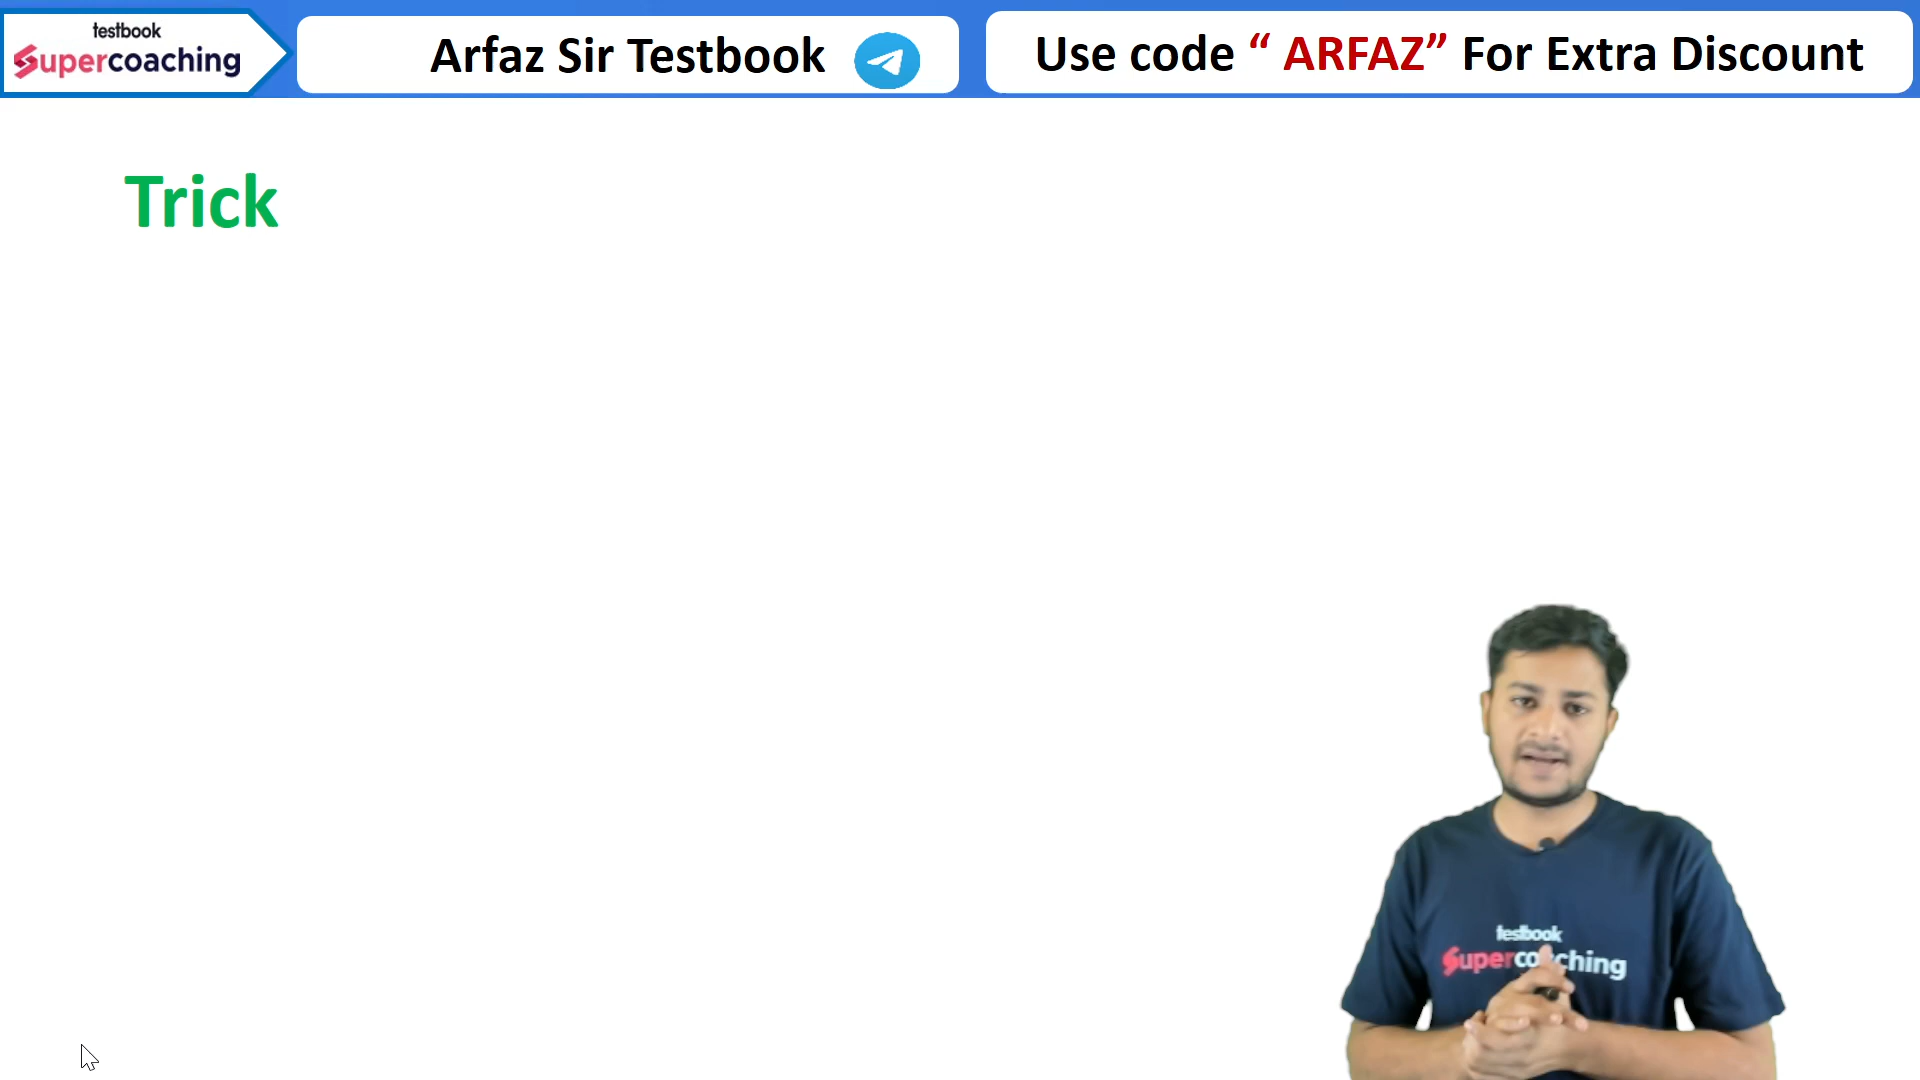 testbook
Supercoaching
Arfaz Sir Testbook
Use code “ ARFAZ” For Extra Discount
Trick
testbook
Supercoaching